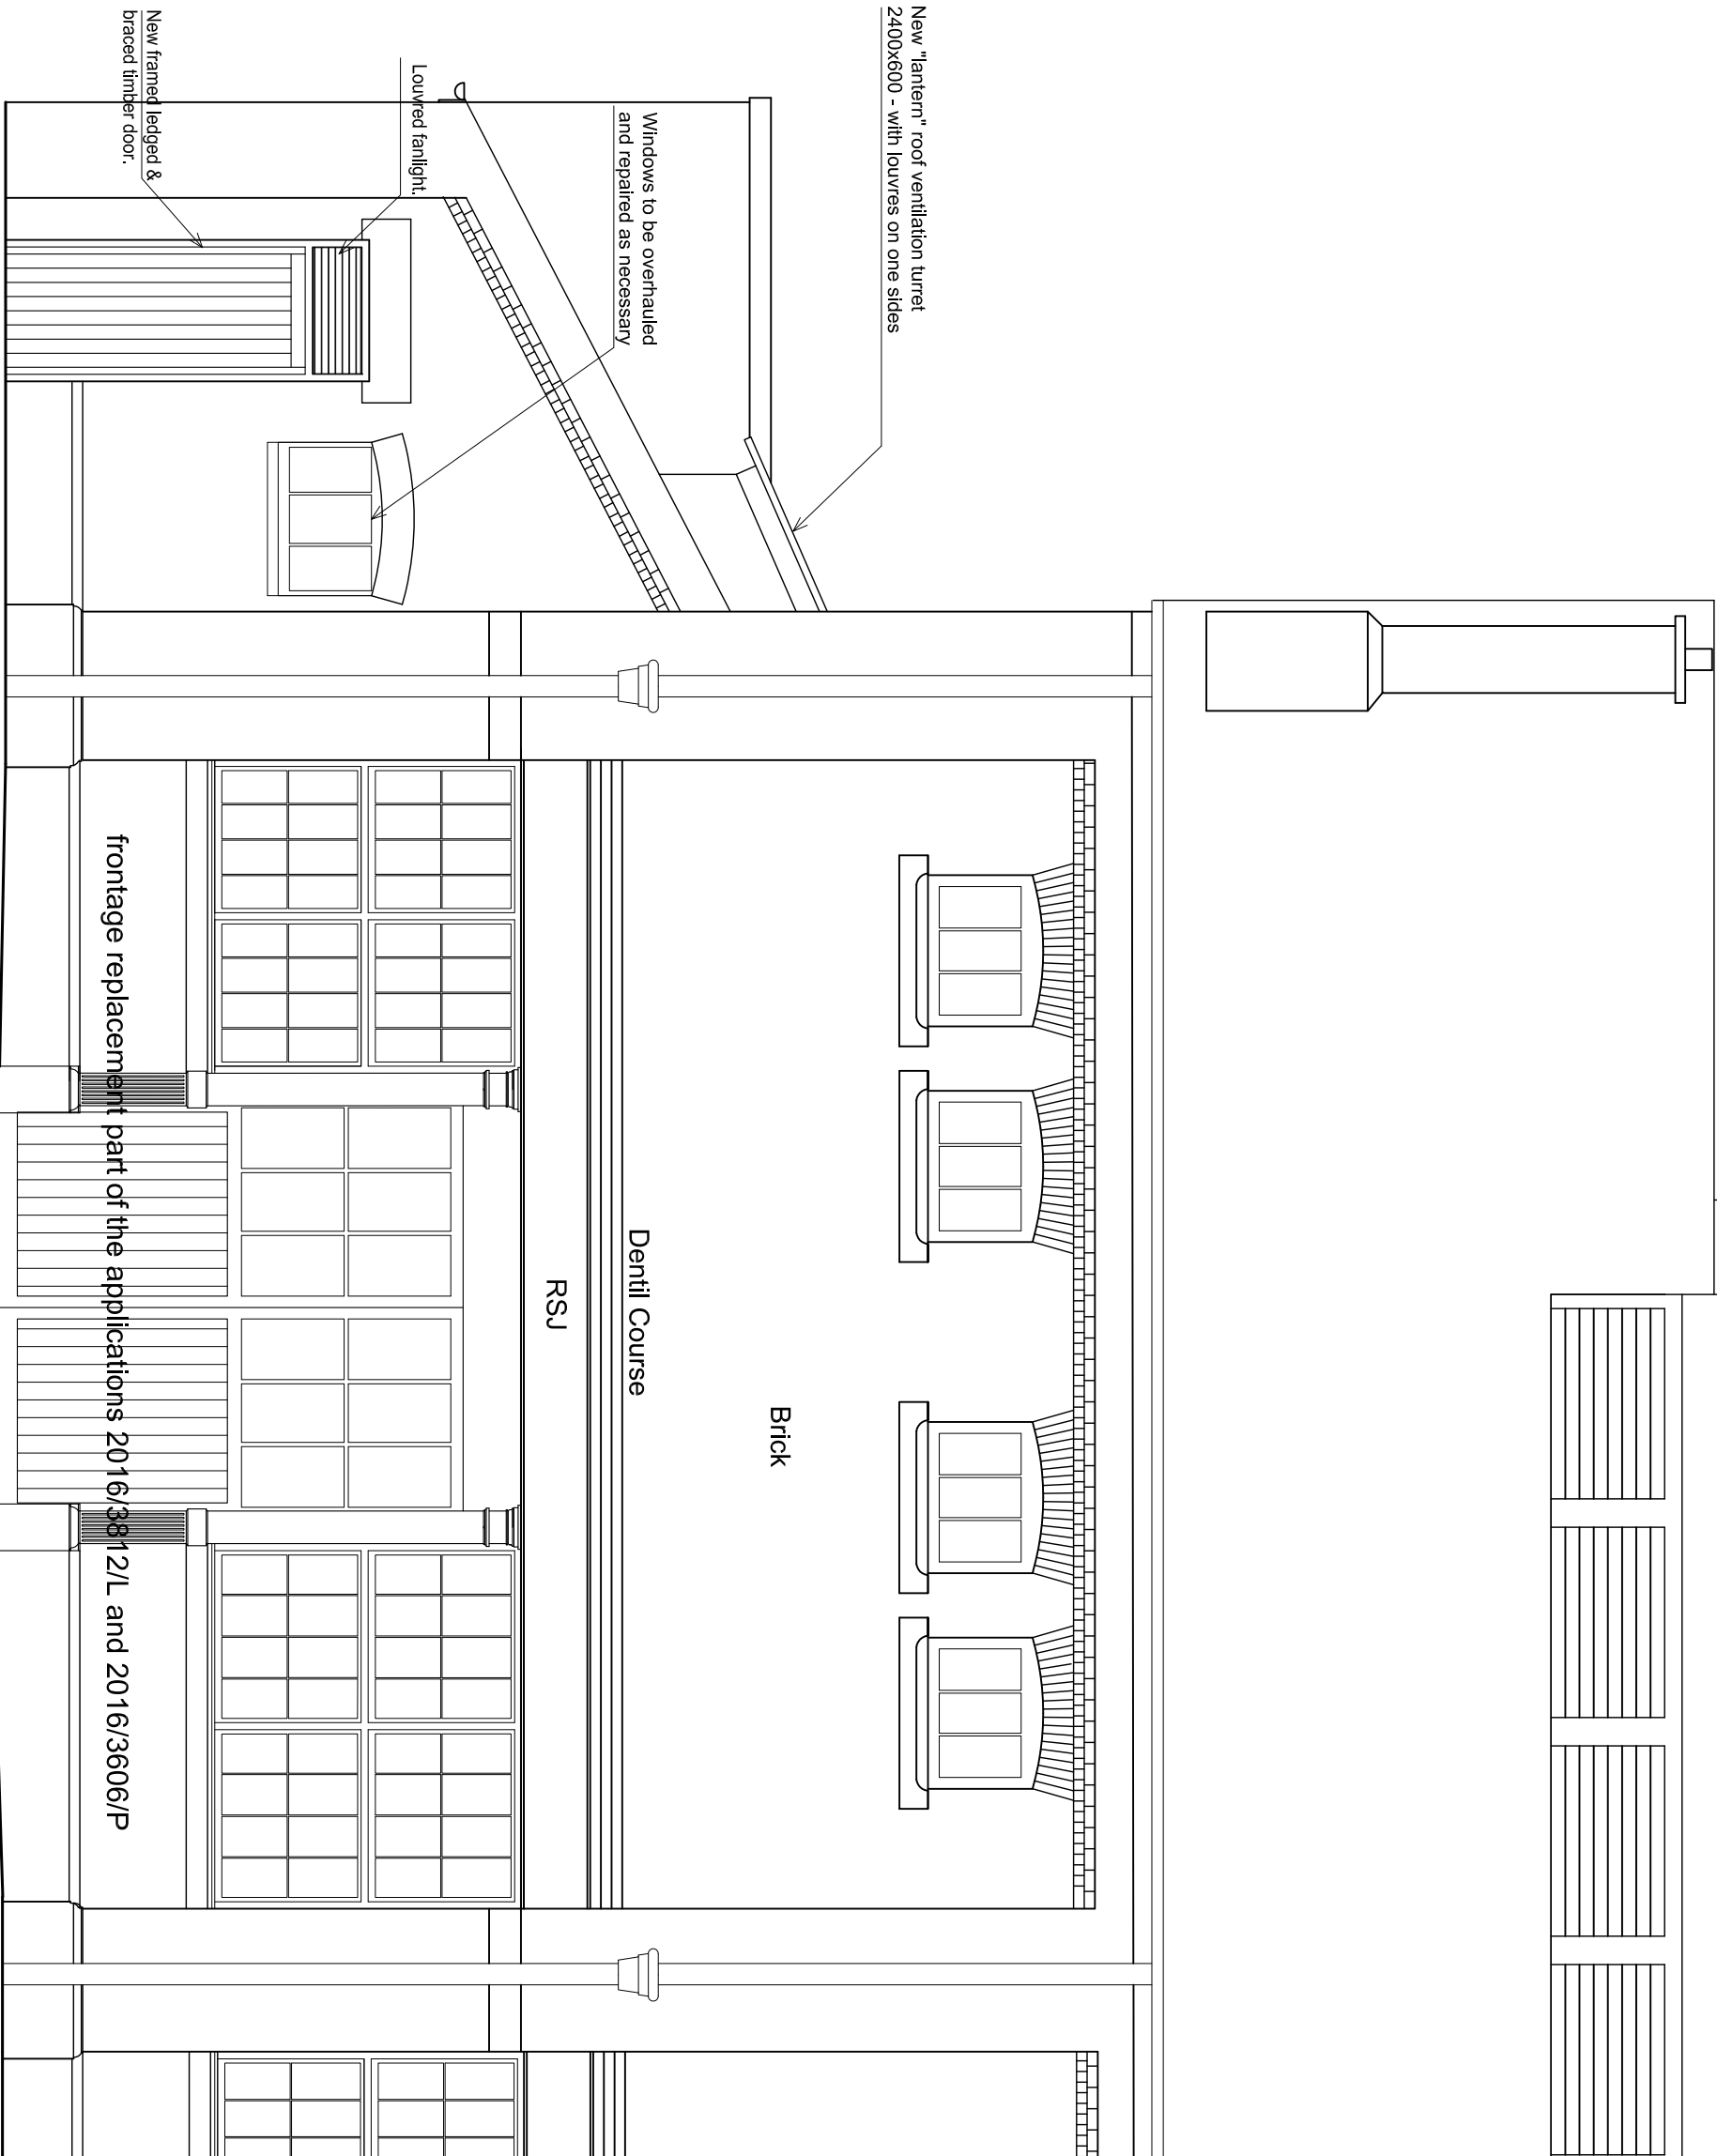 New "lantern" roof ventilation turret
2400x600 - with louvres on one sides
Windows to be overhauled
and repaired as necessary
Louvred fanlight.
New framed ledged &
braced timber door.
Brick
Dentil Course
RSJ
frontage replacement part of the applications 2016/3812/L and 2016/3606/P